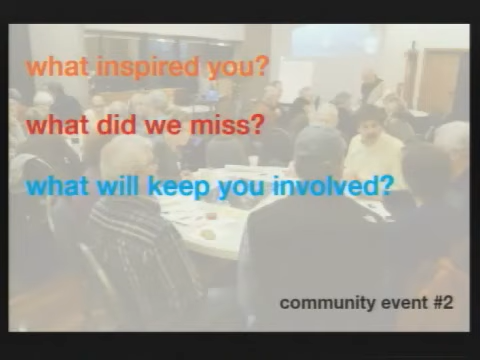 what inspired you?
what did we miss?
what will keep you involved?
community event #2